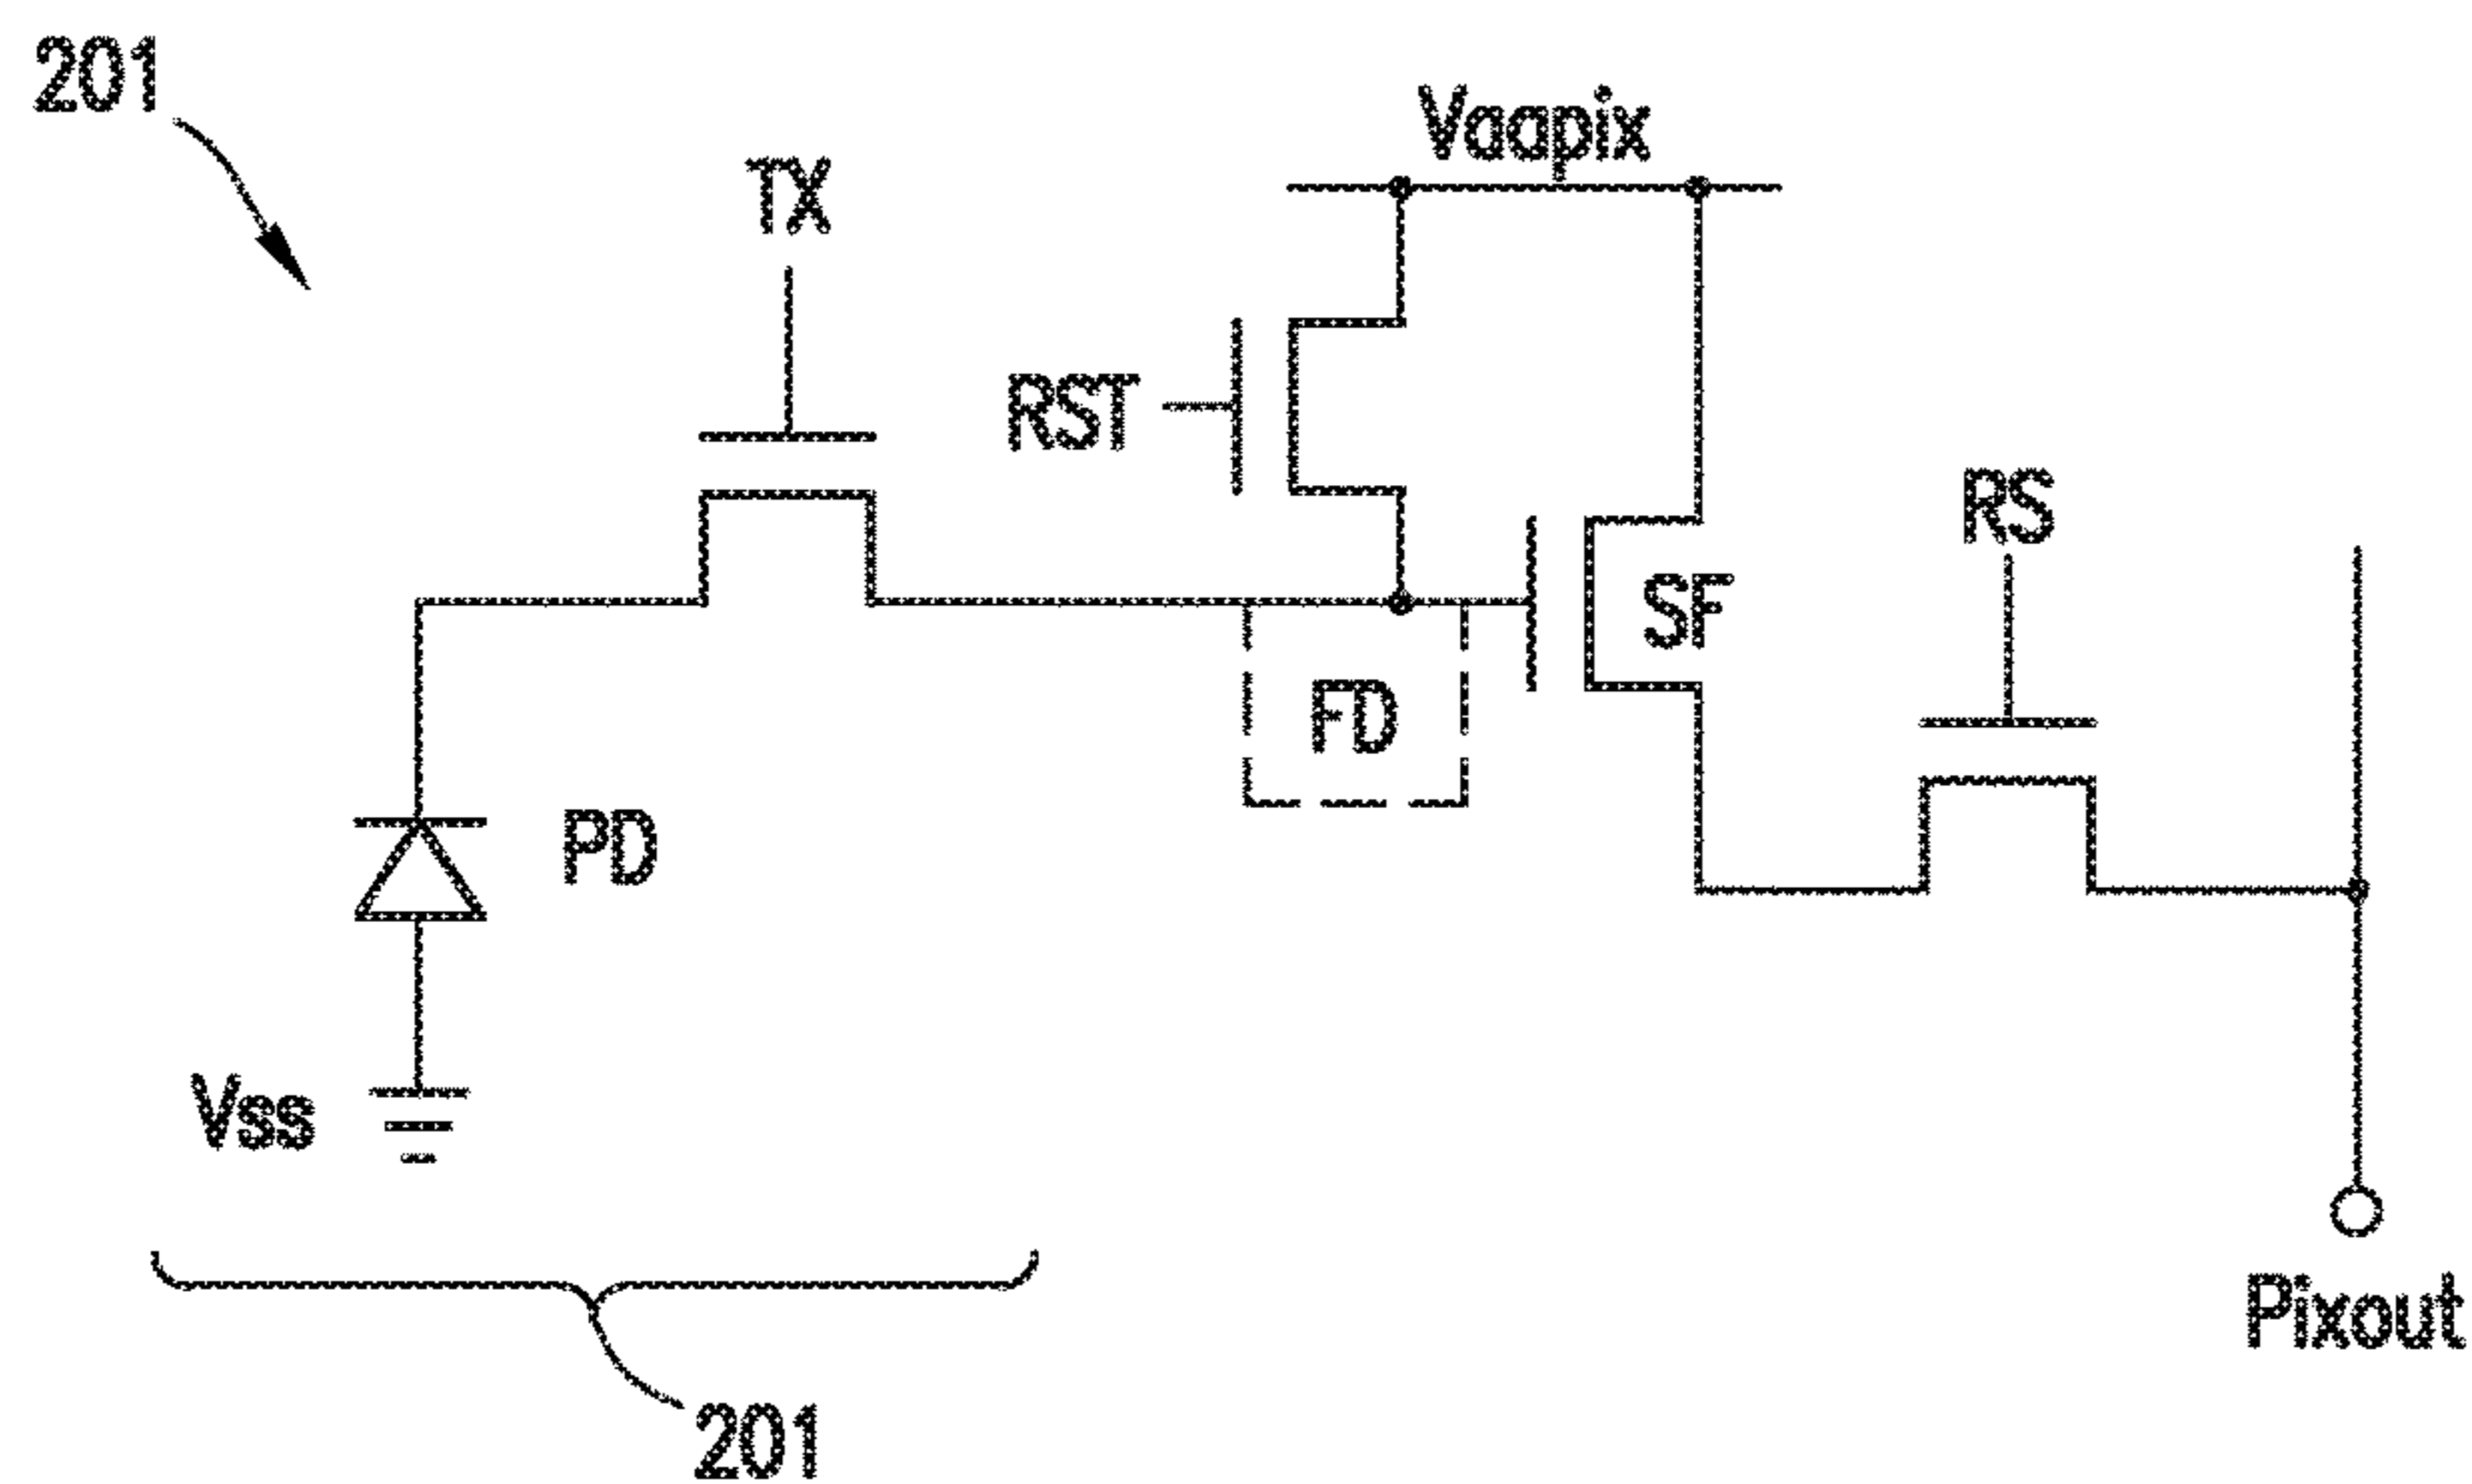 201
Vaapix
TX
RST
RS
SF
FD
PD
Vss
Pixout
201